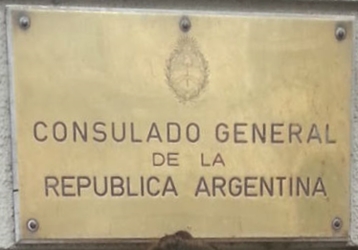 CONSULADO GENERAL
DE LA
REPUBLICA ARGENTINA